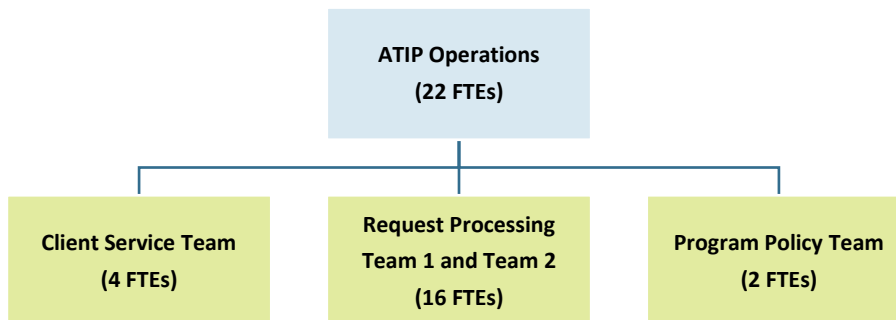 ATIP Operations
(22 FTEs)
Client Service Team
(4 FTEs)
Request Processing
Team 1 and Team 2
(16 FTEs)
Program Policy Team
(2 FTEs)